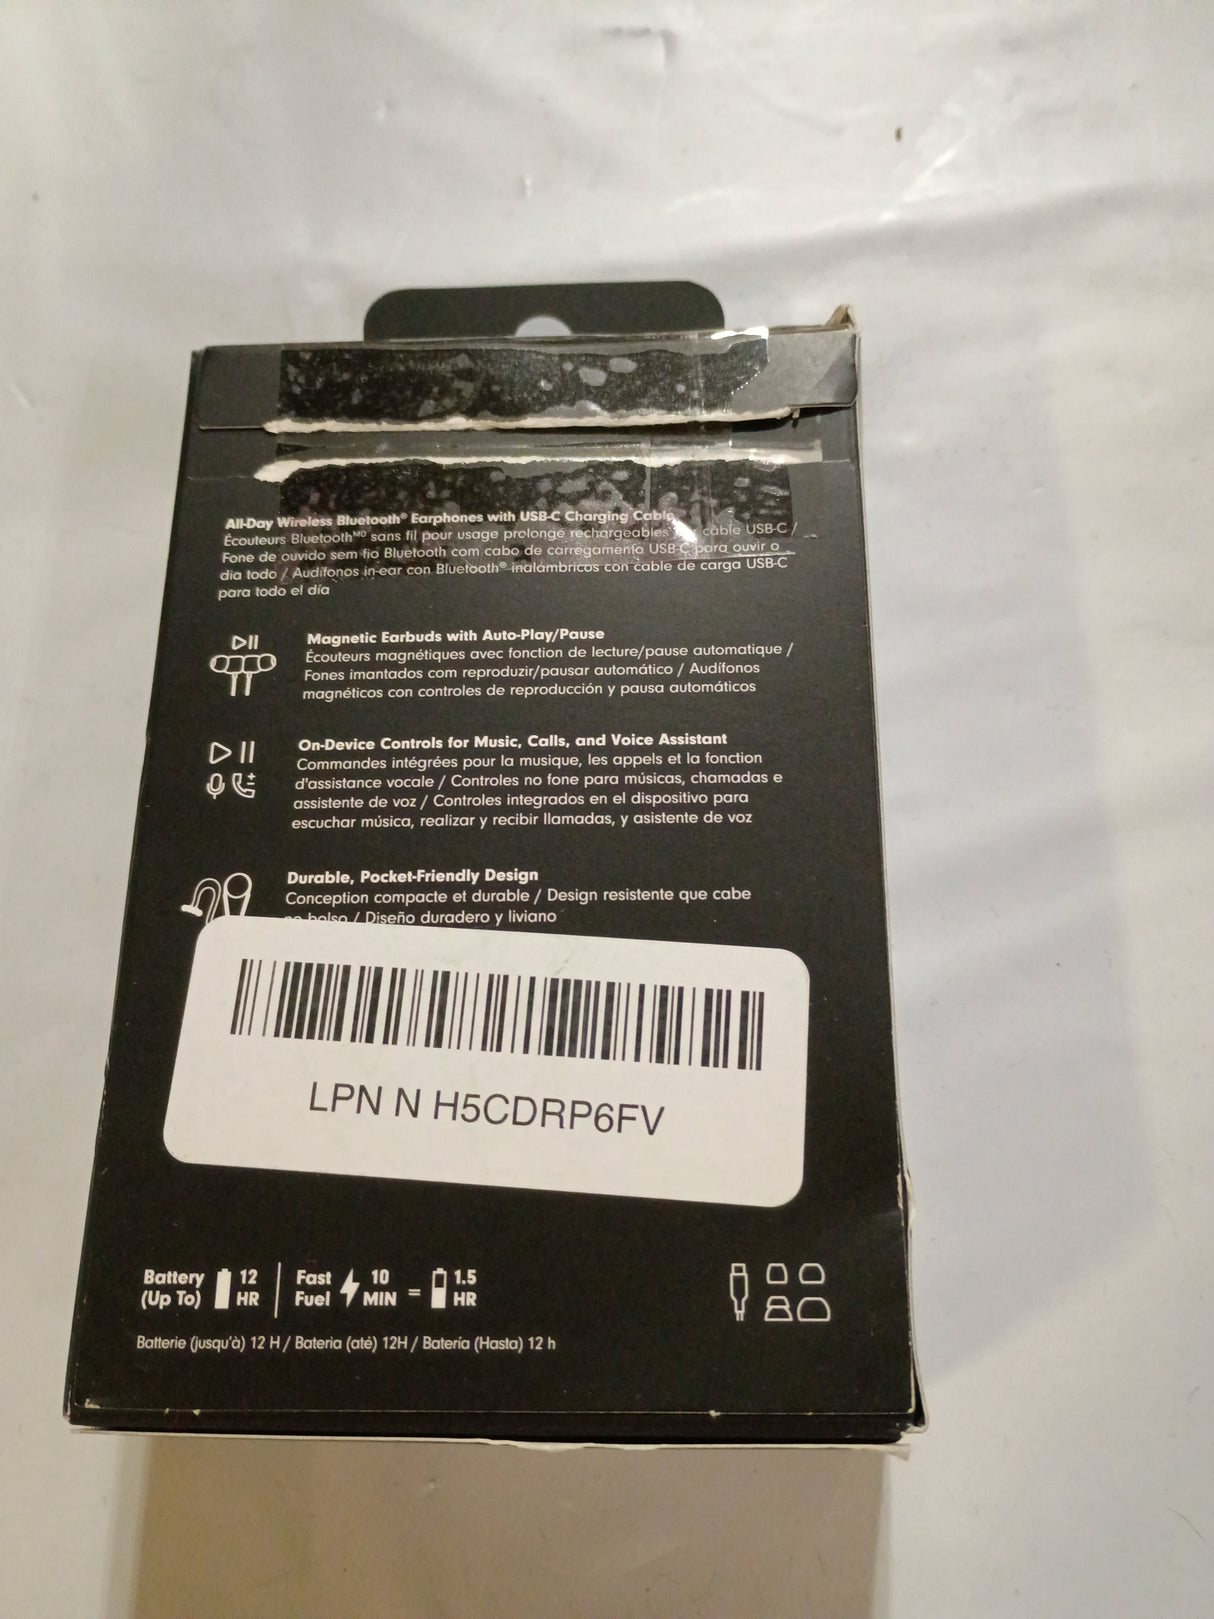 All-Day Wireless Bluetooth® Earphones with USB-C Charging Cable
Écouteurs Bluetooth^MD sans fil pour usage prolonge rechargeables câble USB-C /
Fone de ouvido sem fio Bluetooth com cabo de carregamento USB-C para ouvir o
dia todo / Audífonos in-ear con Bluetooth® inalámbricos con cable de carga USB-C
para todo el día
Magnetic Earbuds with Auto-Play/Pause
Écouteurs magnétiques avec fonction de lecture/pause automatique /
Fones imantados com reproduzir/pausar automático / Audífonos
magnéticos con controles de reproducción y pausa automáticos
On-Device Controls for Music, Calls, and Voice Assistant
Commandes intégrées pour la musique, les appels et la fonction
d'assistance vocale / Controles no fone para músicas, chamadas e
assistente de voz / Controles integrados en el dispositivo para
escuchar música, realizar y recibir llamadas, y asistente de voz
Durable, Pocket-Friendly Design
Conception compacte et durable / Design resistente que cabe
no bolso / Diseño duradero y liviano
LPN N H5CDRP6FV
Battery 12 Fast 10 1.5
(Up To) HR Fuel MIN = HR
Batterie (jusqu'à) 12 H / Bateria (até) 12H / Batería (Hasta) 12 h